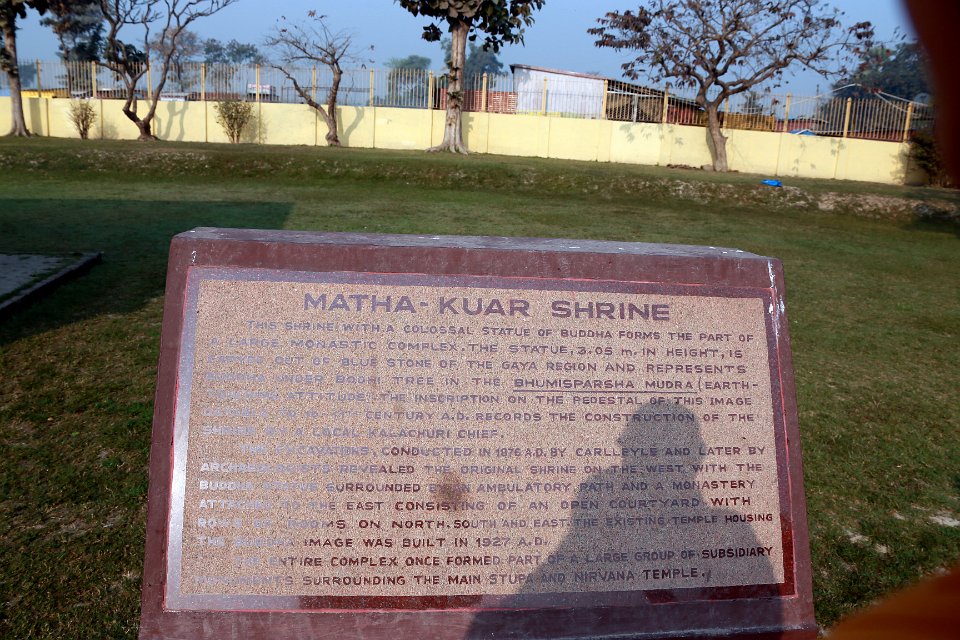 MATHA-KUAR SHRINE
THIS SHRINE WITH A COLOSSAL STATUE OF BUDDHA FORMS THE PART OF
A LARGE MONASTIC COMPLEX. THE STATUE, 3.05 m. IN HEIGHT, IS
CARVED OUT OF BLUE STONE OF THE GAYA REGION AND REPRESENTS
BUDDHA UNDER BODHI TREE IN THE BHUMISPARSHA MUDRA (EARTH-
TOUCHING ATTITUDE. THE INSCRIPTION ON THE PEDESTAL OF THIS IMAGE
CENTURY A.D. RECORDS THE CONSTRUCTION OF THE
SHRINE BY A LOCAL KALACHURI CHIEF.
THE EXCAVATIONS, CONDUCTED IN 1876 A.D. BY CARLLEYLE AND LATER BY
ARCHAEOLOGISTS REVEALED THE ORIGINAL SHRINE ON THE WEST WITH THE
BUDDHA STATUE SURROUNDED BY AN AMBULATORY PATH AND A MONASTERY
ATTACHED TO THE EAST CONSISTING OF AN OPEN COURTYARD WITH
ROWS OF ROOMS ON NORTH, SOUTH AND EAST. THE EXISTING TEMPLE HOUSING
THE BUDDHA IMAGE WAS BUILT IN 1927 A.D.
THE ENTIRE COMPLEX ONCE FORMED PART OF A LARGE GROUP OF SUBSIDIARY
MONUMENTS SURROUNDING THE MAIN STUPA AND NIRVANA TEMPLE.